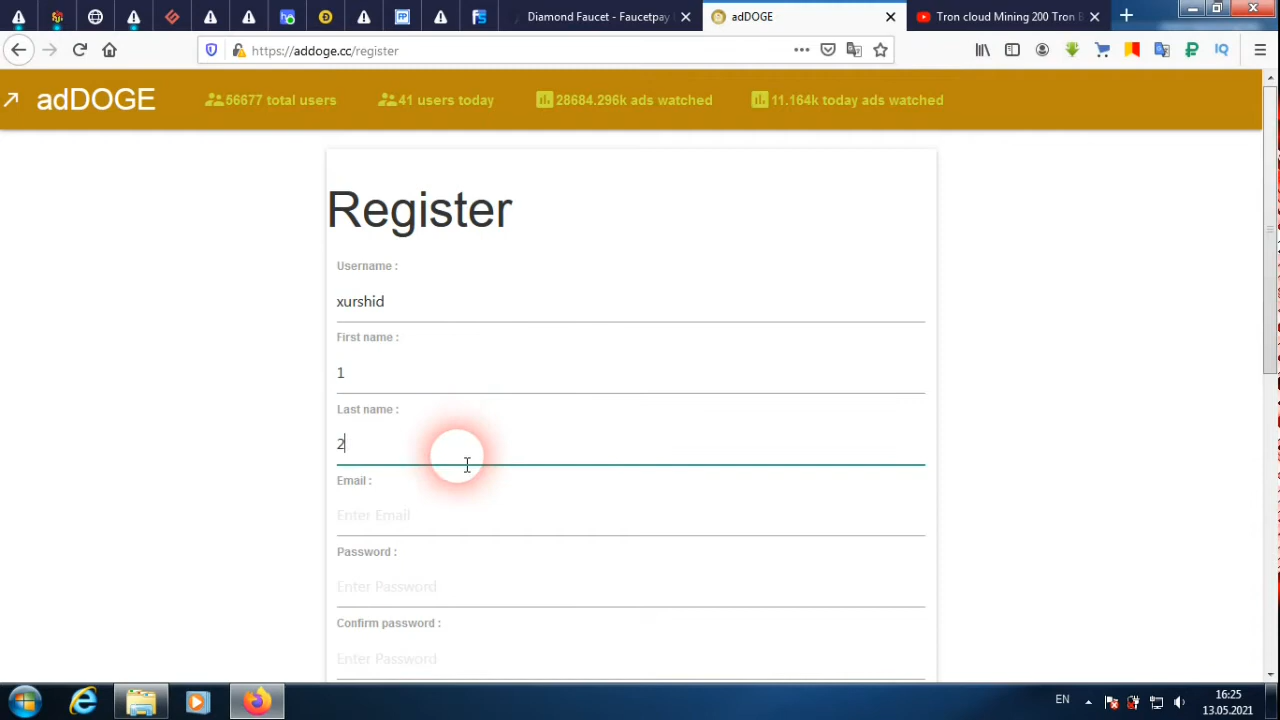 Diamond Faucet - Faucetpay
adDOGE
Tron cloud Mining 200 Tron B
https://addoge.cc/register
adDOGE
56677 total users
41 users today
28684.296k ads watched
11.164k today ads watched
Register
Username :
xurshid
First name :
1
Last name :
2
Email :
Enter Email
Password :
Enter Password
Confirm password :
Enter Password
EN
16:25
13.05.2021